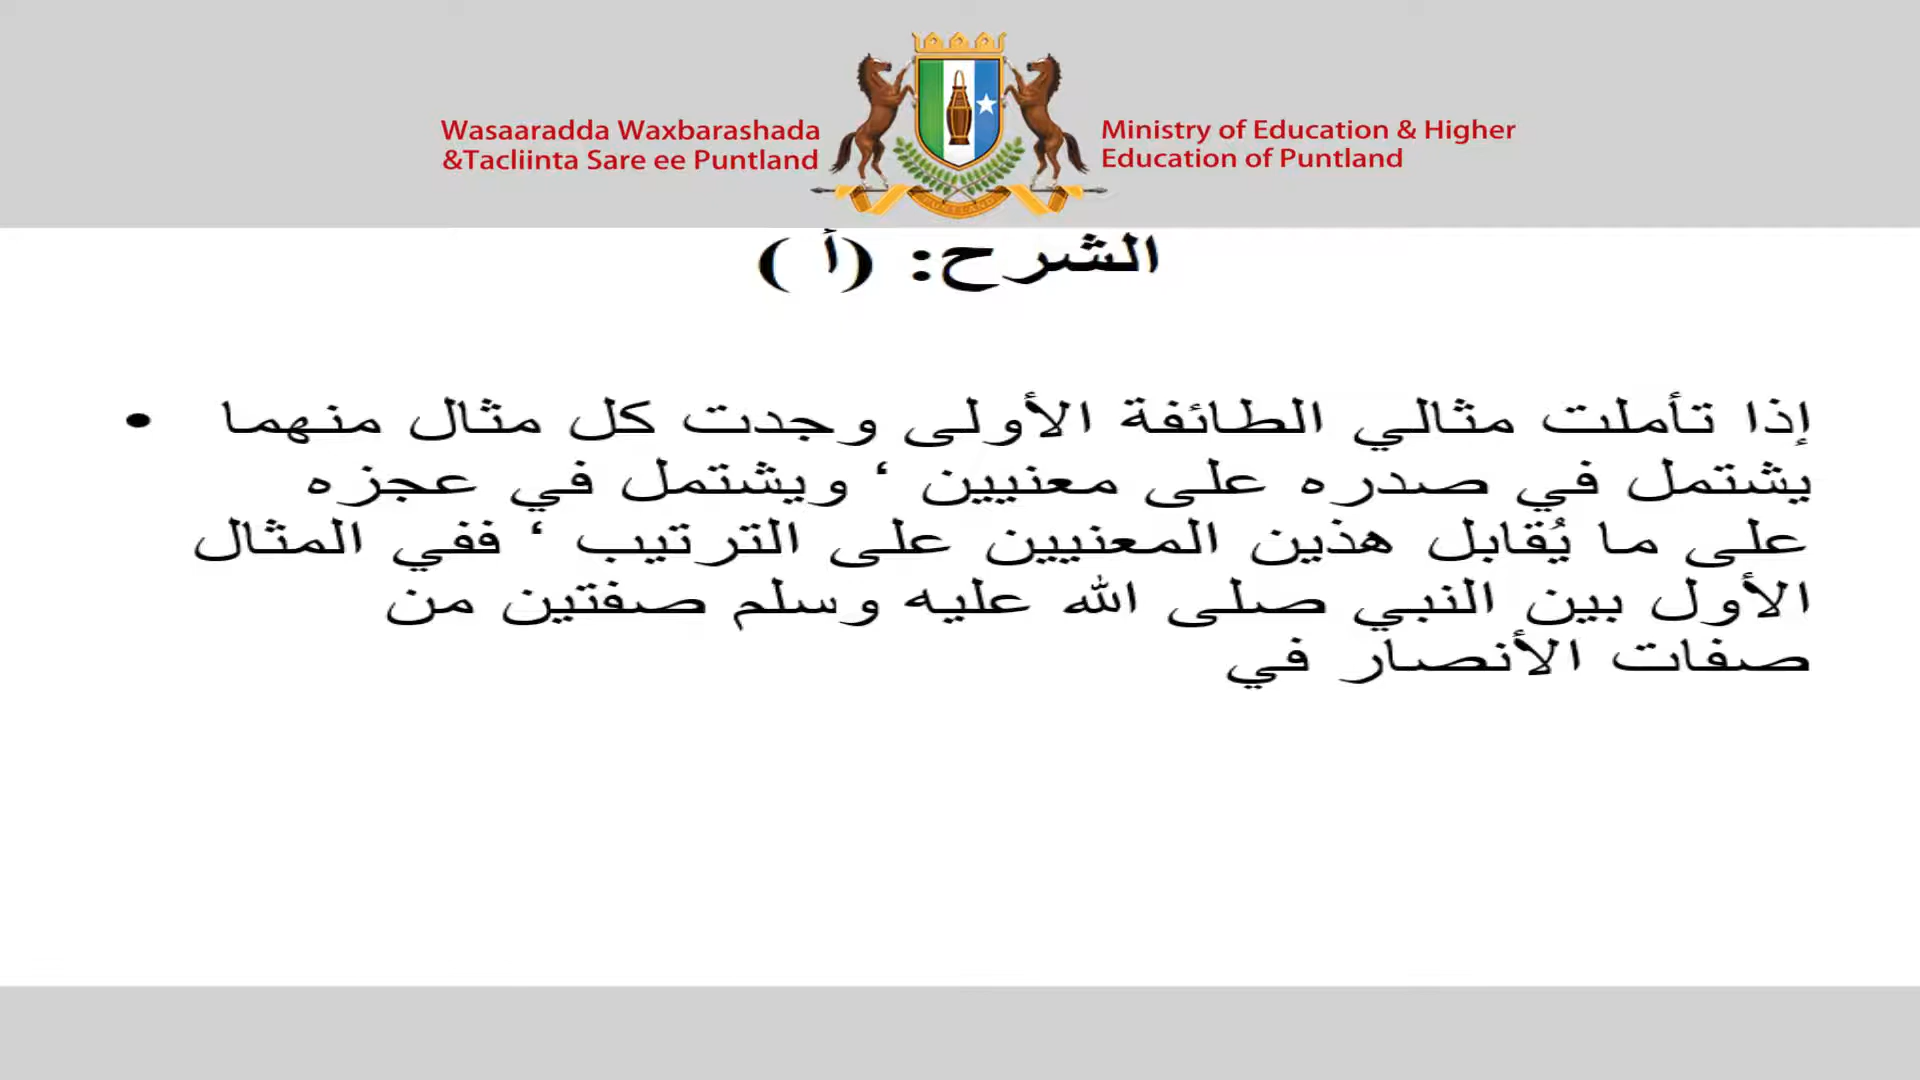 Wasaaradda Waxbarashada
&Tacliinta Sare ee Puntland
Ministry of Education & Higher
Education of Puntland
PUNTLAND
الشرح: (أ )
• إذا تأملت مثالي الطائفة الأولى وجدت كل مثال منهما
يشتمل في صدره على معنيين ‘ ويشتمل في عجزه
على ما يُقابل هذين المعنيين على الترتيب ‘ ففي المثال
الأول بين النبي صلى الله عليه وسلم صفتين من
صفات الأنصار في